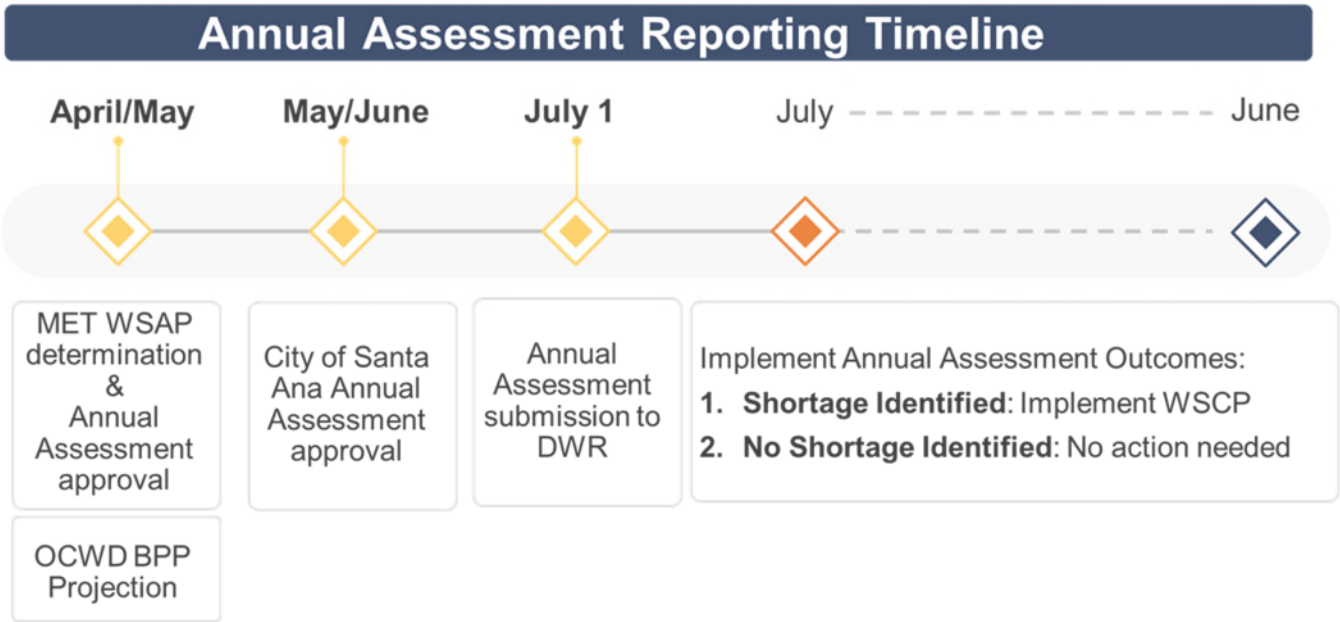 Annual Assessment Reporting Timeline
April/May
May/June
July 1
July
June
MET WSAP
determination
&
Annual
Assessment
approval
City of Santa
Ana Annual
Assessment
approval
Annual
Assessment
submission to
DWR
Implement Annual Assessment Outcomes:
1. Shortage Identified: Implement WSCP
2. No Shortage Identified: No action needed
OCWD BPP
Projection